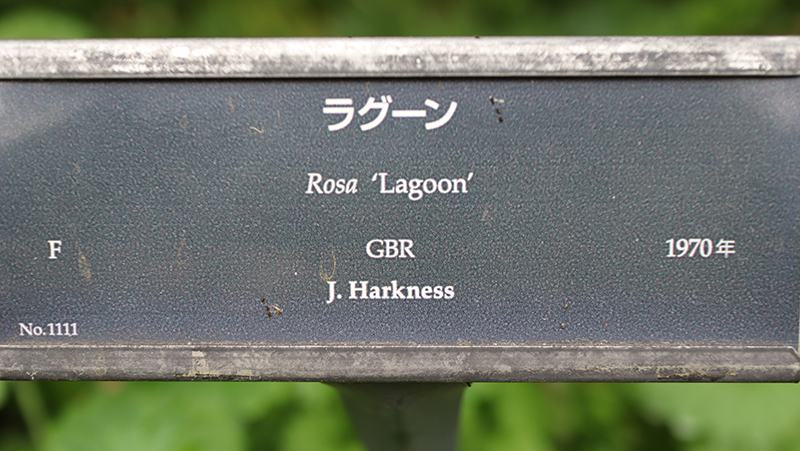 ラグーン
Rosa ‘Lagoon’
F GBR 1970年
J. Harkness
No.1111